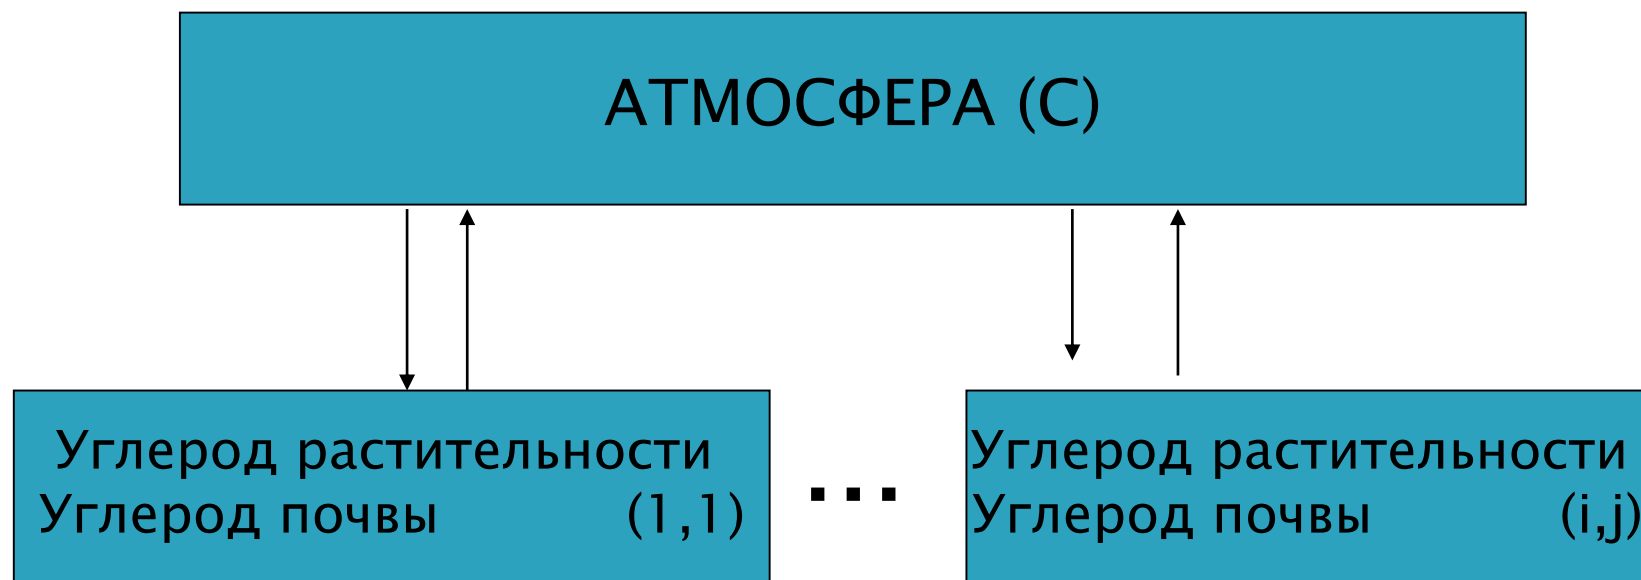 АТМОСФЕРА (С)
Углерод растительности
Углерод почвы (1,1)
...
Углерод растительности
Углерод почвы (i,j)